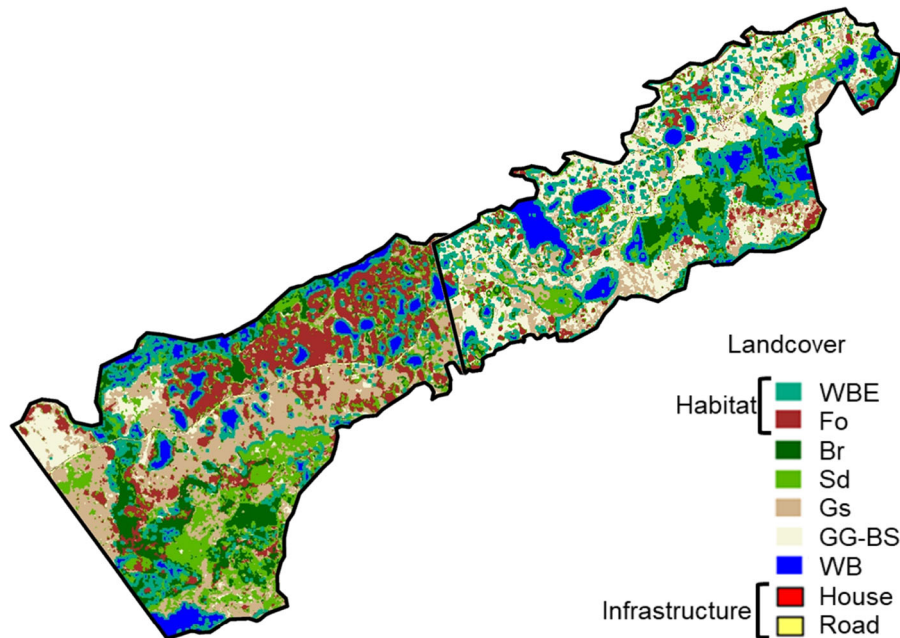 Landcover
Habitat
WBE
Fo
Br
Sd
Gs
GG-BS
WB
Infrastructure
House
Road